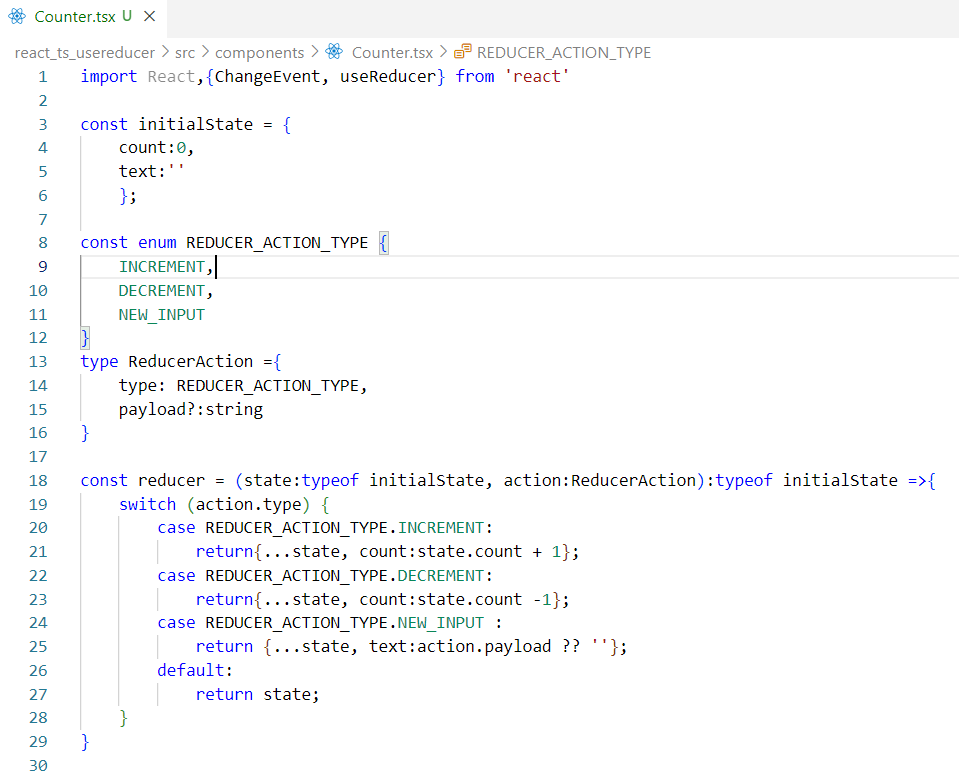 Counter.tsx U ×
react_ts_usereducer > src > components > Counter.tsx > REDUCER_ACTION_TYPE
1 import React,{ChangeEvent, useReducer} from 'react'
2
3 const initialState = {
4     count:0,
5     text:''
6     };
7
8 const enum REDUCER_ACTION_TYPE {
9     INCREMENT,
10     DECREMENT,
11     NEW_INPUT
12 }
13 type ReducerAction ={
14     type: REDUCER_ACTION_TYPE,
15     payload?:string
16 }
17
18 const reducer = (state:typeof initialState, action:ReducerAction):typeof initialState =>{
19     switch (action.type) {
20         case REDUCER_ACTION_TYPE.INCREMENT:
21             return{...state, count:state.count + 1};
22         case REDUCER_ACTION_TYPE.DECREMENT:
23             return{...state, count:state.count -1};
24         case REDUCER_ACTION_TYPE.NEW_INPUT :
25             return {...state, text:action.payload ?? ''};
26         default:
27             return state;
28     }
29 }
30